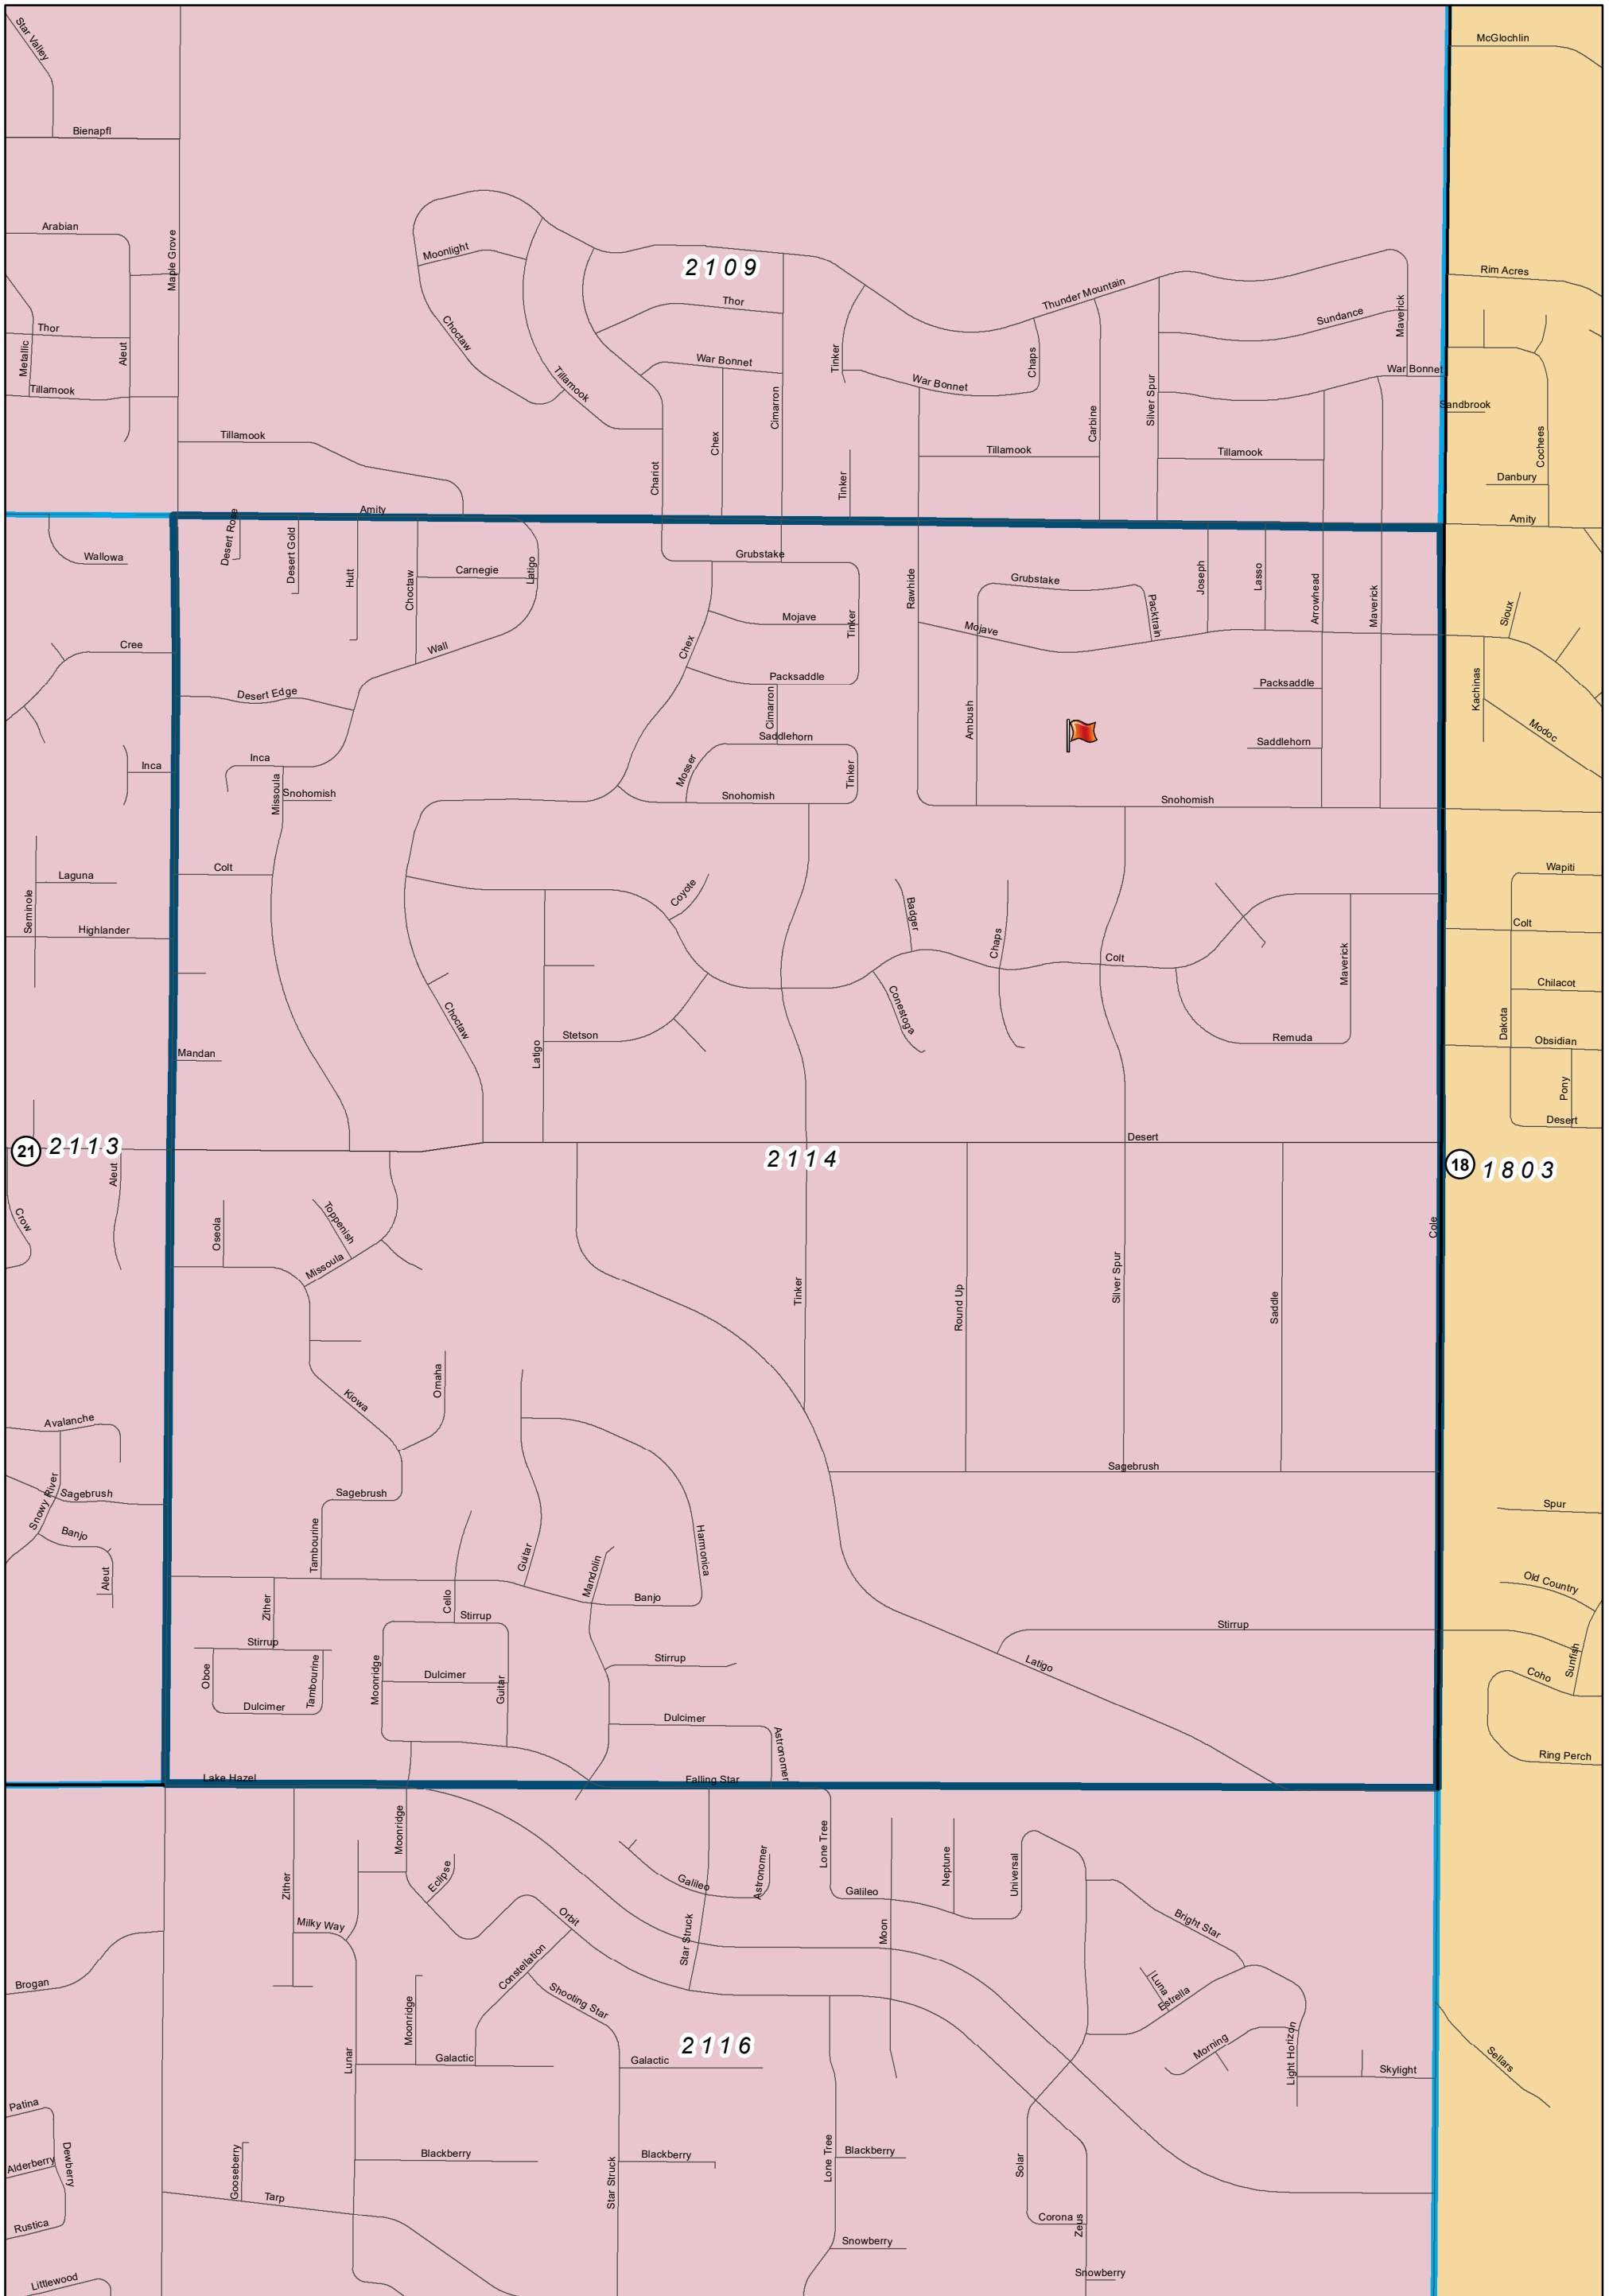 Star Valley
McGlochlin
Bienapfl
Arabian
Maple Grove
Moonlight
2109
Rim Acres
Thunder Mountain
Thor
Sundance
Maverick
Thor
Metallic
Aleut
Choctaw
War Bonnet
Tinker
Chaps
War Bonnet
War Bonnet
Tillamook
Tillamook
Cimarron
Silver Spur
Sandbrook
Carbine
Cochees
Tillamook
Chex
Tillamook
Tillamook
Chariot
Tinker
Danbury
Amity
Amity
Desert Rose
Desert Gold
Wallowa
Hutt
Choctaw
Carnegie
Latigo
Grubstake
Rawhide
Grubstake
Joseph
Lasso
Arrowhead
Maverick
Packtrain
Sioux
Mojave
Tinker
Mojave
Cree
Wall
Chex
Packsaddle
Packsaddle
Kachinas
Desert Edge
Cimarron
Ambush
Modoc
Saddlehorn
Saddlehorn
Inca
Inca
Mosser
Tinker
Missoula
Snohomish
Snohomish
Snohomish
Colt
Wapiti
Laguna
Coyote
Seminole
Badger
Colt
Highlander
Chaps
Colt
Maverick
Chilacot
Conestoga
Choctaw
Stetson
Remuda
Dakota
Obsidian
Mandan
Latigo
Pony
Desert
Desert
21
2113
2114
18
1803
Aleut
Crow
Oseola
Toppenish
Cole
Missoula
Tinker
Round Up
Silver Spur
Saddle
Omaha
Kiowa
Avalanche
Sagebrush
Snowy River
Sagebrush
Sagebrush
Spur
Banjo
Tambourine
Guitar
Harmonica
Mandolin
Aleut
Old Country
Zither
Cello
Banjo
Stirrup
Stirrup
Stirrup
Stirrup
Latigo
Sunfish
Oboe
Tambourine
Moonridge
Dulcimer
Guitar
Coho
Dulcimer
Dulcimer
Astronomer
Ring Perch
Lake Hazel
Falling Star
Moonridge
Lone Tree
Zither
Eclipse
Galileo
Astronomer
Galileo
Neptune
Universal
Milky Way
Orbit
Star Struck
Moon
Bright Star
Brogan
Constellation
Shooting Star
Luna
Estrella
Moonridge
2116
Morning
Light Horizon
Lunar
Galactic
Galactic
Skylight
Sellars
Patina
Dewberry
Alderberry
Gooseberry
Blackberry
Blackberry
Star Struck
Lone Tree
Blackberry
Solar
Tarp
Rustica
Corona
Zeus
Snowberry
Snowberry
Littlewood